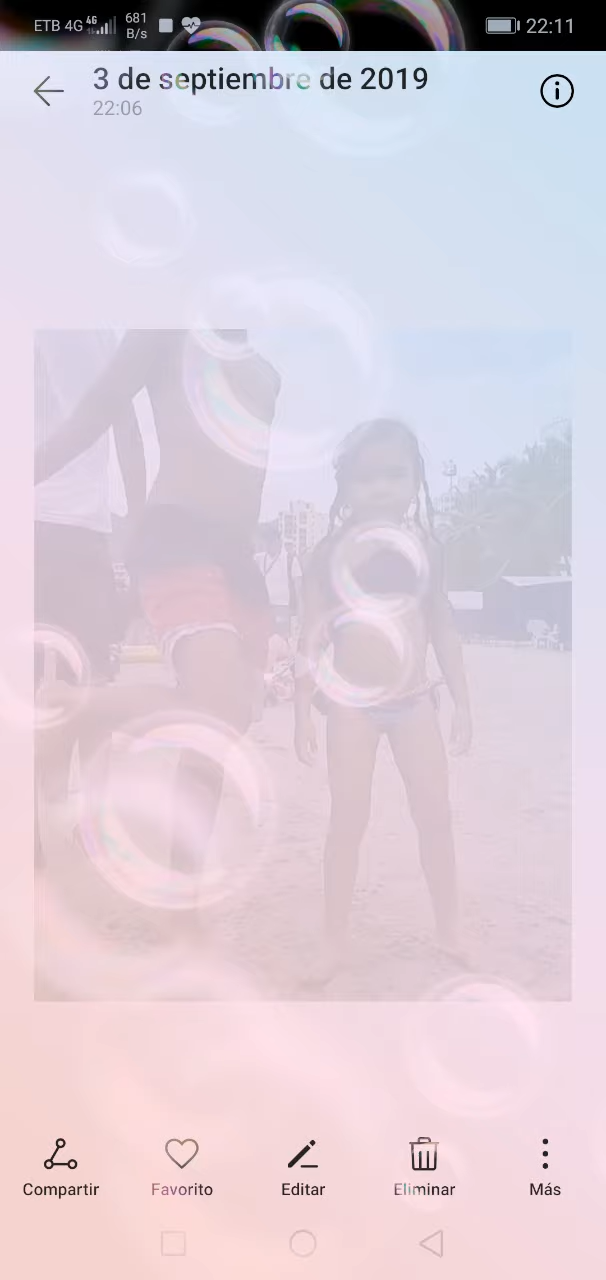 ETB 4G 4G 681 B/s 22:11
3 de septiembre de 2019
22:06
Compartir Favorito Editar Eliminar Más